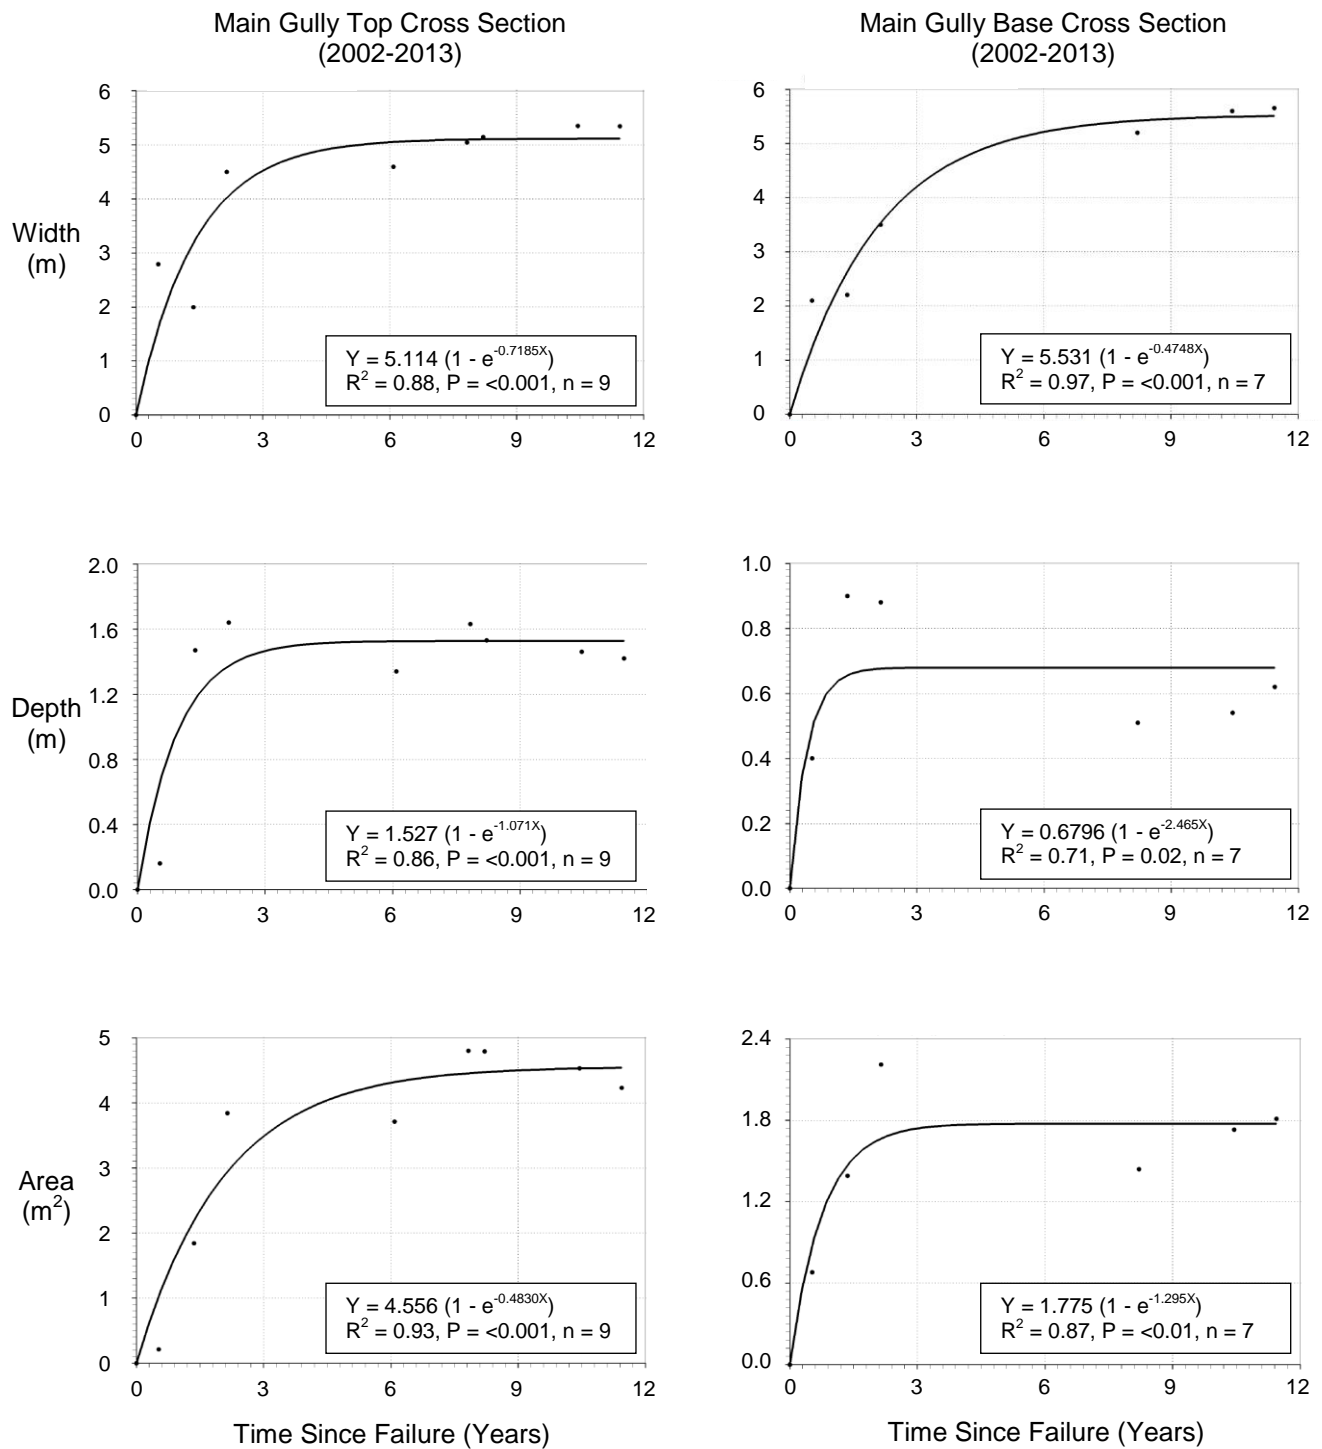 Main Gully Top Cross Section
(2002-2013)
Main Gully Base Cross Section
(2002-2013)
Width
(m)
6
5
4
3
2
1
0
0 3 6 9 12
Y = 5.114 (1 - e^-0.7185X)
R² = 0.88, P = <0.001, n = 9
6
5
4
3
2
1
0
0 3 6 9 12
Y = 5.531 (1 - e^-0.4748X)
R² = 0.97, P = <0.001, n = 7
Depth
(m)
2.0
1.6
1.2
0.8
0.4
0.0
0 3 6 9 12
Y = 1.527 (1 - e^-1.071X)
R² = 0.86, P = <0.001, n = 9
1.0
0.8
0.6
0.4
0.2
0.0
0 3 6 9 12
Y = 0.6796 (1 - e^-2.465X)
R² = 0.71, P = 0.02, n = 7
Area
(m²)
5
4
3
2
1
0
0 3 6 9 12
Y = 4.556 (1 - e^-0.4830X)
R² = 0.93, P = <0.001, n = 9
Time Since Failure (Years)
2.4
1.8
1.2
0.6
0.0
0 3 6 9 12
Y = 1.775 (1 - e^-1.295X)
R² = 0.87, P = <0.01, n = 7
Time Since Failure (Years)